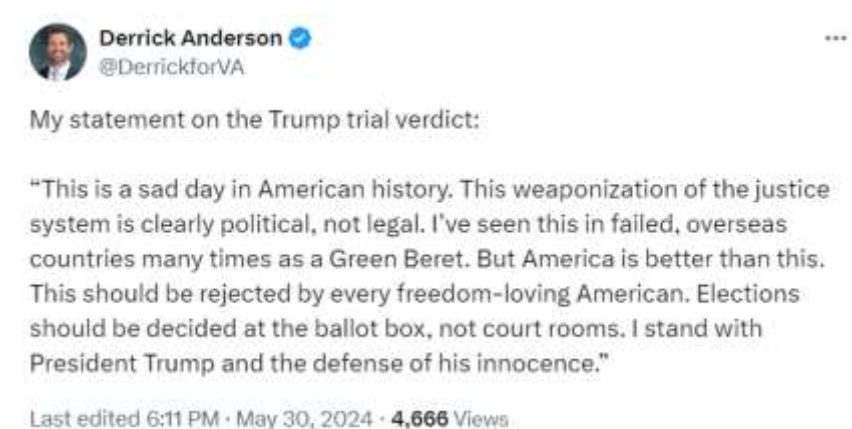 Derrick Anderson
@DerrickforVA
My statement on the Trump trial verdict:
“This is a sad day in American history. This weaponization of the justice
system is clearly political, not legal. I’ve seen this in failed, overseas
countries many times as a Green Beret. But America is better than this.
This should be rejected by every freedom-loving American. Elections
should be decided at the ballot box, not court rooms. I stand with
President Trump and the defense of his innocence.”
Last edited 6:11 PM · May 30, 2024 · 4,666 Views